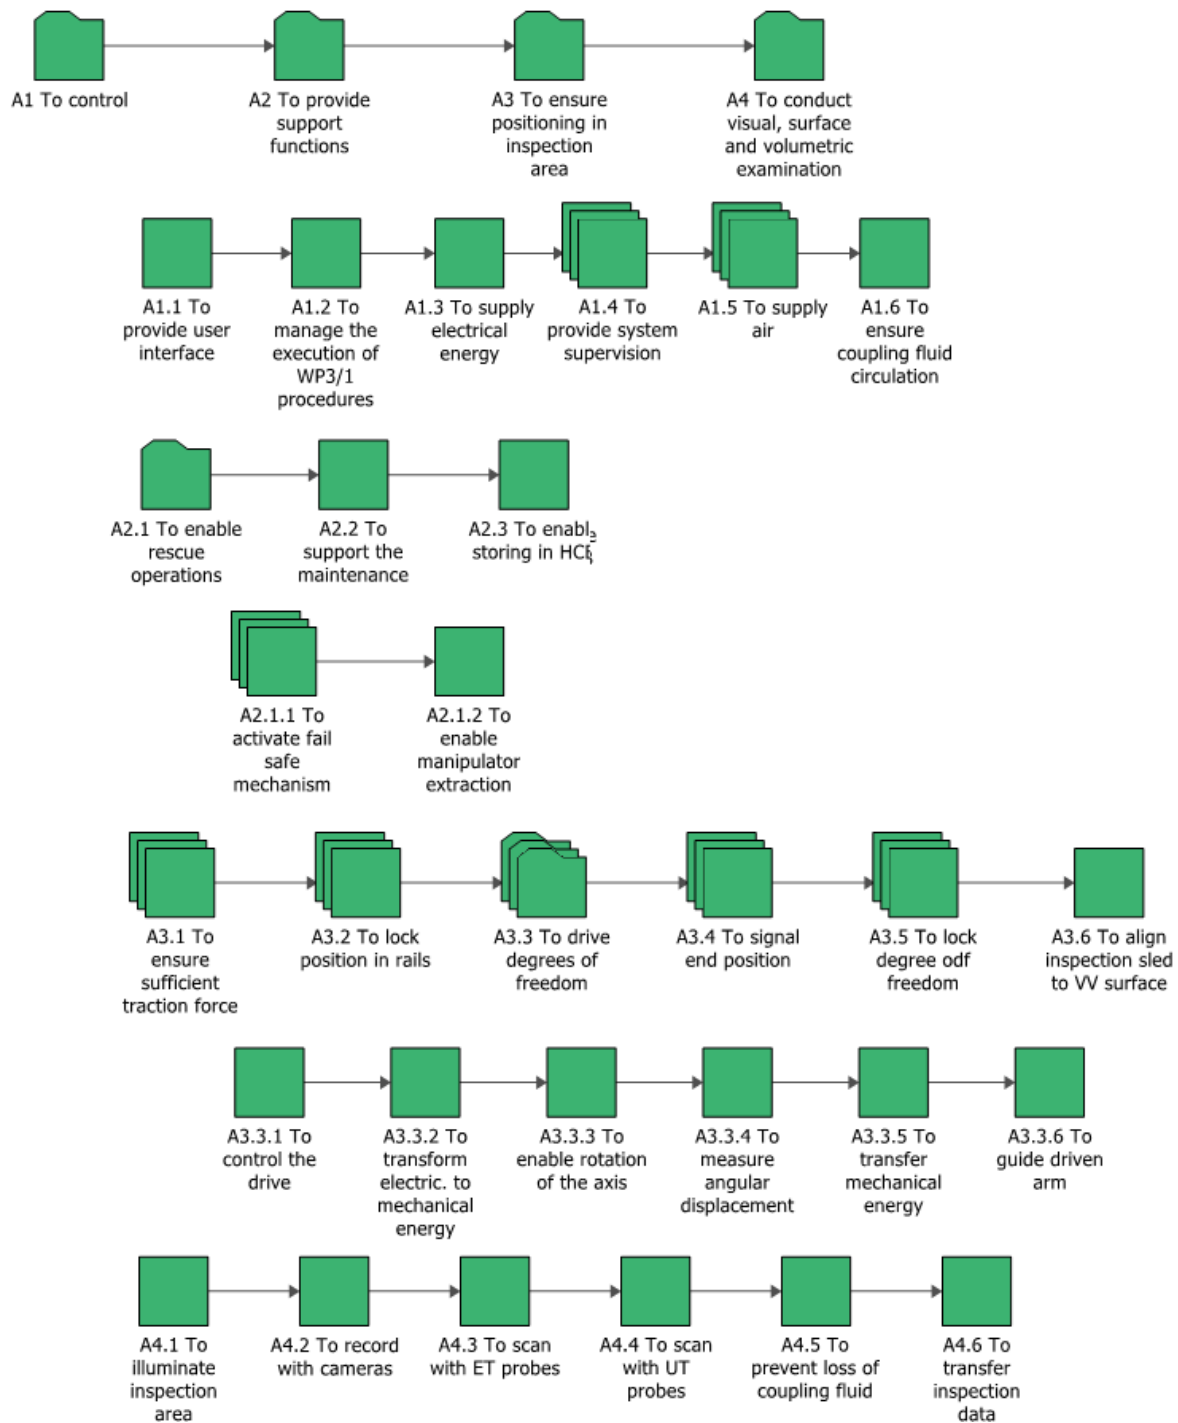 A1 To control
A2 To provide
support
functions
A3 To ensure
positioning in
inspection
area
A4 To conduct
visual, surface
and volumetric
examination
A1.1 To
provide user
interface
A1.2 To
manage the
execution of
WP3/1
procedures
A1.3 To supply
electrical
energy
A1.4 To
provide system
supervision
A1.5 To supply
air
A1.6 To
ensure
coupling fluid
circulation
A2.1 To enable
rescue
operations
A2.2 To
support the
maintenance
A2.3 To enable
storing in
A2.1.1 To
activate fail
safe
mechanism
A2.1.2 To
enable
manipulator
extraction
A3.1 To
ensure
sufficient
traction force
A3.2 To lock
position in rails
A3.3 To drive
degrees of
freedom
A3.4 To signal
end position
A3.5 To lock
degree odf
freedom
A3.6 To align
inspection sled
to VV surface
A3.3.1 To
control the
drive
A3.3.2 To
transform
electric. to
mechanical
energy
A3.3.3 To
enable rotation
of the axis
A3.3.4 To
measure
angular
displacement
A3.3.5 To
transfer
mechanical
energy
A3.3.6 To
guide driven
arm
A4.1 To
illuminate
inspection
area
A4.2 To record
with cameras
A4.3 To scan
with ET probes
A4.4 To scan
with UT
probes
A4.5 To
prevent loss of
coupling fluid
A4.6 To
transfer
inspection
data